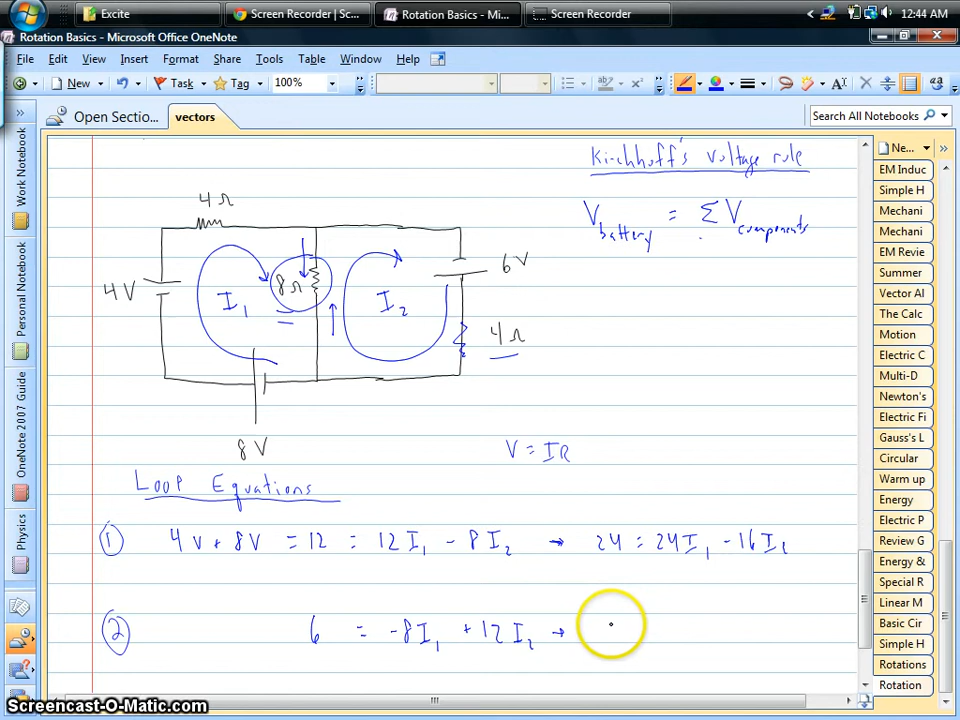 Excite
Screen Recorder | Sc...
Rotation Basics - Mi...
Screen Recorder
12:44 AM
Rotation Basics - Microsoft Office OneNote
File Edit View Insert Format Share Tools Table Window Help
New Undo Task Tag 100%
Open Sectio... vectors
Search All Notebooks
Work Notebook
Personal Notebook
OneNote 2007 Guide
Physics
Ne...
EM Induc
Simple H
Mechani
Mechani
EM Revie
Summer
Vector Al
The Calc
Motion
Electric C
Multi-D
Newton's
Electric Fi
Gauss's L
Circular
Warm up
Energy
Electric P
Review G
Energy &
Special R
Linear M
Basic Cir
Simple H
Rotations
Rotation
Kirchhoff's voltage rule
V battery = Σ V components
4 Ω
4 V
I₁
8 Ω
I₂
6 V
4 Ω
8 V
V = IR
Loop Equations
① 4 V + 8 V = 12 = 12 I₁ - 8 I₂ → 24 = 24 I₁ - 16 I₂
② 6 = -8 I₁ + 12 I₂ →
Screencast-O-Matic.com